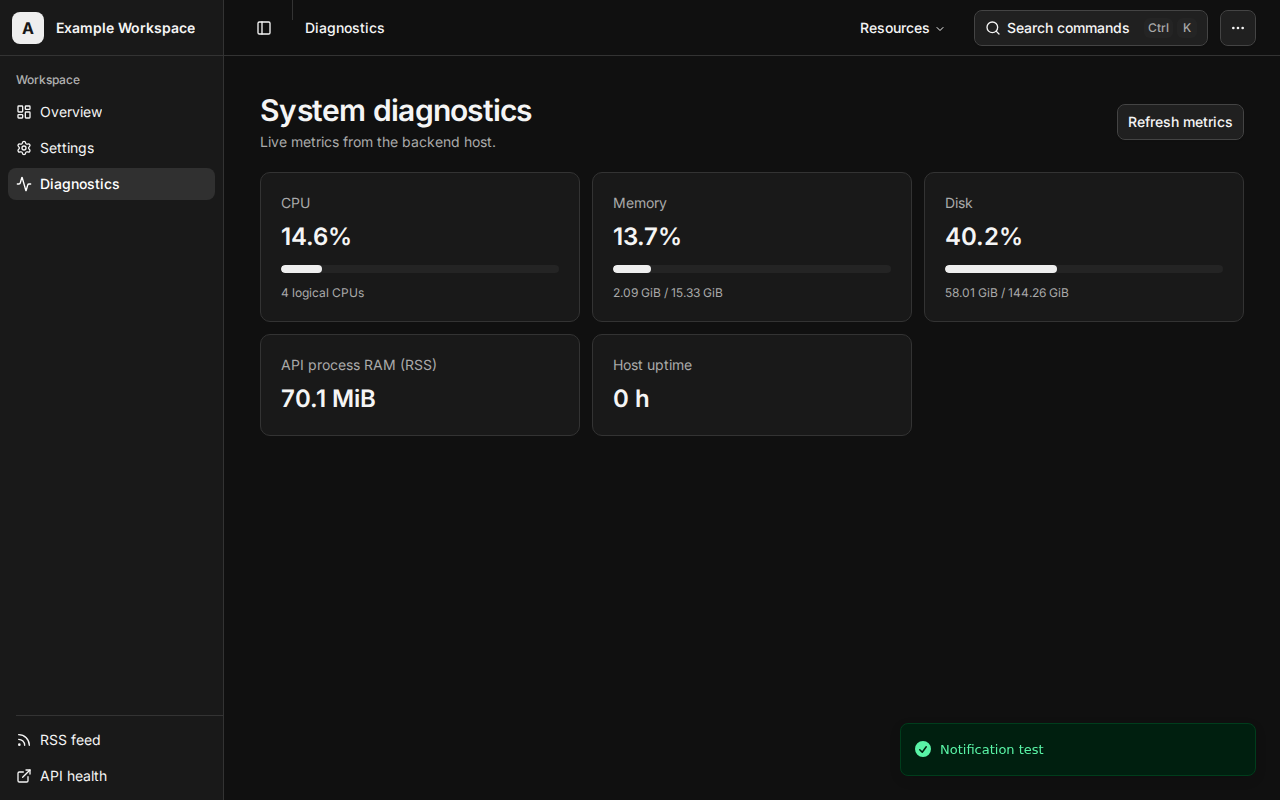 A Example Workspace
Workspace
Overview
Settings
Diagnostics
RSS feed
API health
Diagnostics
Resources
Search commands Ctrl K
System diagnostics
Live metrics from the backend host.
Refresh metrics
CPU
14.6%
4 logical CPUs
Memory
13.7%
2.09 GiB / 15.33 GiB
Disk
40.2%
58.01 GiB / 144.26 GiB
API process RAM (RSS)
70.1 MiB
Host uptime
0 h
Notification test